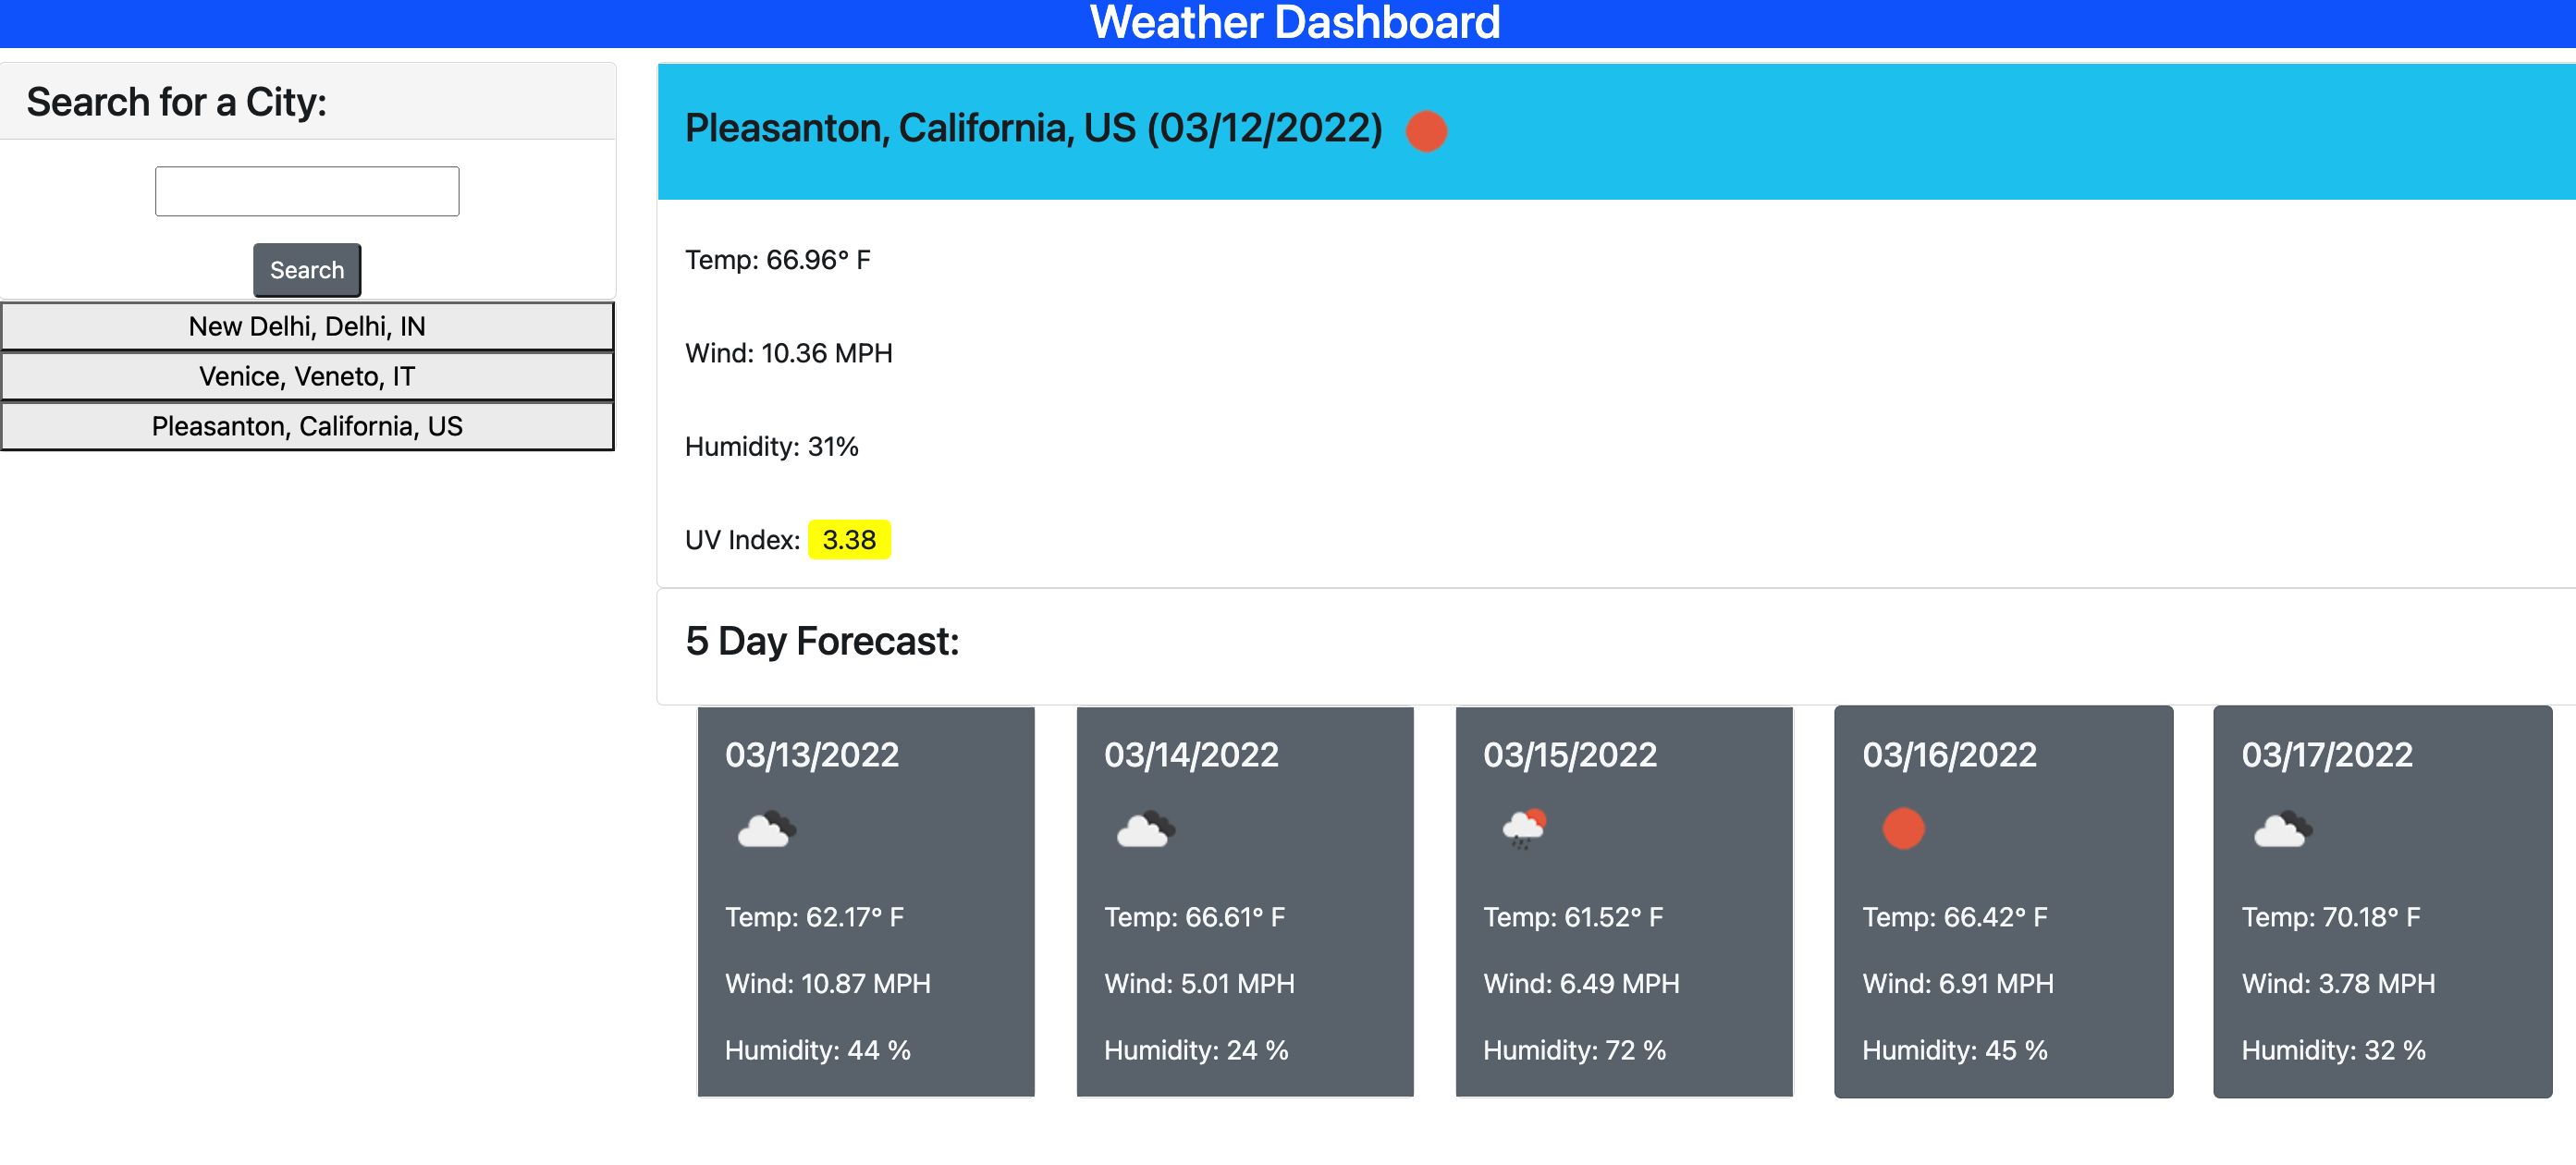 Weather Dashboard
Search for a City:
Search
New Delhi, Delhi, IN
Venice, Veneto, IT
Pleasanton, California, US
Pleasanton, California, US (03/12/2022)
Temp: 66.96° F
Wind: 10.36 MPH
Humidity: 31%
UV Index: 3.38
5 Day Forecast:
03/13/2022
Temp: 62.17° F
Wind: 10.87 MPH
Humidity: 44 %
03/14/2022
Temp: 66.61° F
Wind: 5.01 MPH
Humidity: 24 %
03/15/2022
Temp: 61.52° F
Wind: 6.49 MPH
Humidity: 72 %
03/16/2022
Temp: 66.42° F
Wind: 6.91 MPH
Humidity: 45 %
03/17/2022
Temp: 70.18° F
Wind: 3.78 MPH
Humidity: 32 %